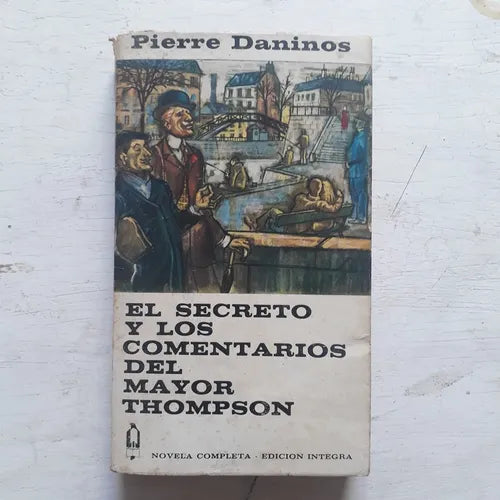 Pierre Daninos
EL SECRETO
Y LOS
COMENTARIOS
DEL
MAYOR
THOMPSON
NOVELA COMPLETA - EDICION INTEGRA